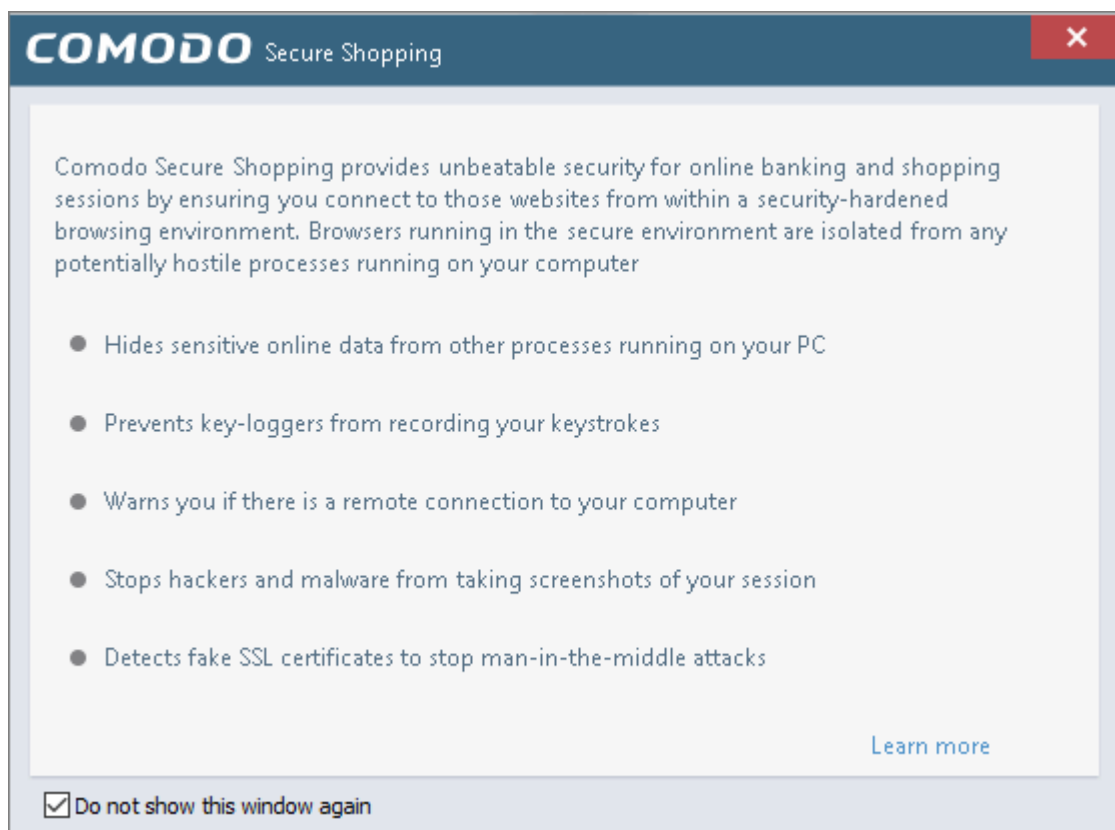 COMODO Secure Shopping
Comodo Secure Shopping provides unbeatable security for online banking and shopping
sessions by ensuring you connect to those websites from within a security-hardened
browsing environment. Browsers running in the secure environment are isolated from any
potentially hostile processes running on your computer
Hides sensitive online data from other processes running on your PC
Prevents key-loggers from recording your keystrokes
Warns you if there is a remote connection to your computer
Stops hackers and malware from taking screenshots of your session
Detects fake SSL certificates to stop man-in-the-middle attacks
Learn more
Do not show this window again